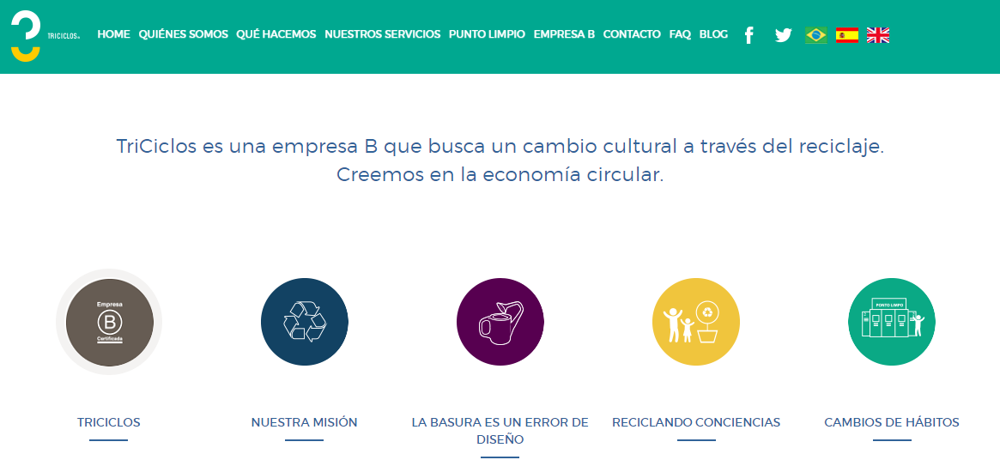 TRICICLOS
HOME QUIÉNES SOMOS QUÉ HACEMOS NUESTROS SERVICIOS PUNTO LIMPIO EMPRESA B CONTACTO FAQ BLOG
TriCiclos es una empresa B que busca un cambio cultural a través del reciclaje.
Creemos en la economía circular.
Empresa
B
Certificada
PONTO LIMPO
TRICICLOS
NUESTRA MISIÓN
LA BASURA ES UN ERROR DE
DISEÑO
RECICLANDO CONCIENCIAS
CAMBIOS DE HÁBITOS